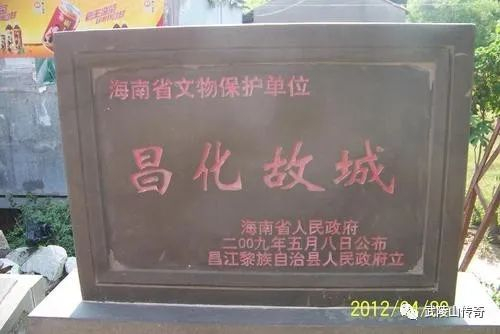 海南省文物保护单位
昌化故城
海南省人民政府
二00九年五月八日公布
昌江黎族自治县人民政府立
武陵山传奇